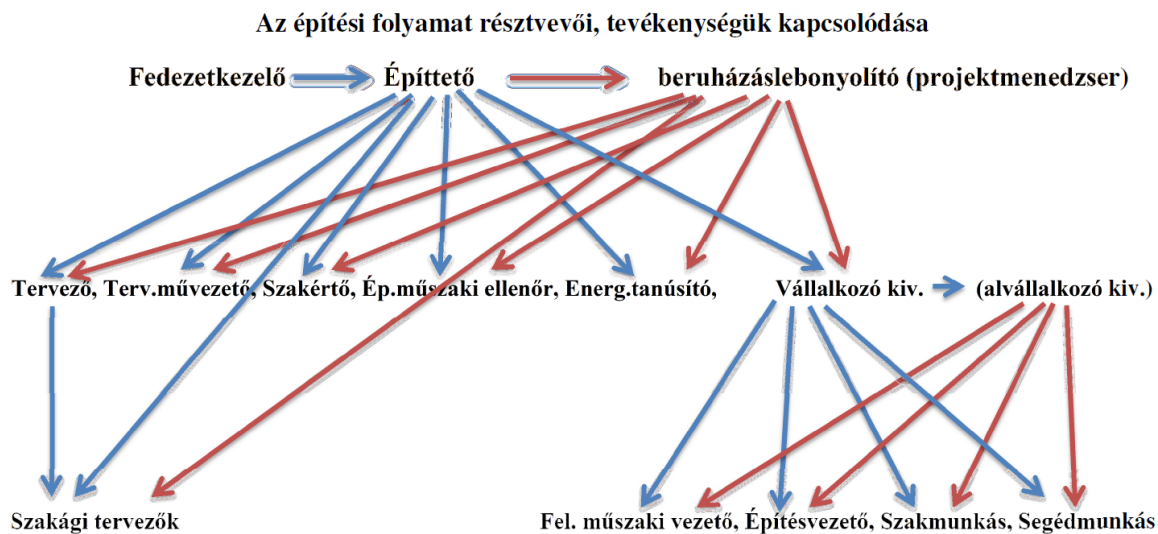 Az építési folyamat résztvevői, tevékenységük kapcsolódása
Fedezetkezelő Építtető beruházáslebonyolító (projektmenedzser)
Tervező, Terv.művezető, Szakértő, Ép.műszaki ellenőr, Energ.tanúsító, Vállalkozó kiv. (alvállalkozó kiv.)
Szakági tervezők Fel. műszaki vezető, Építésvezető, Szakmunkás, Segédmunkás